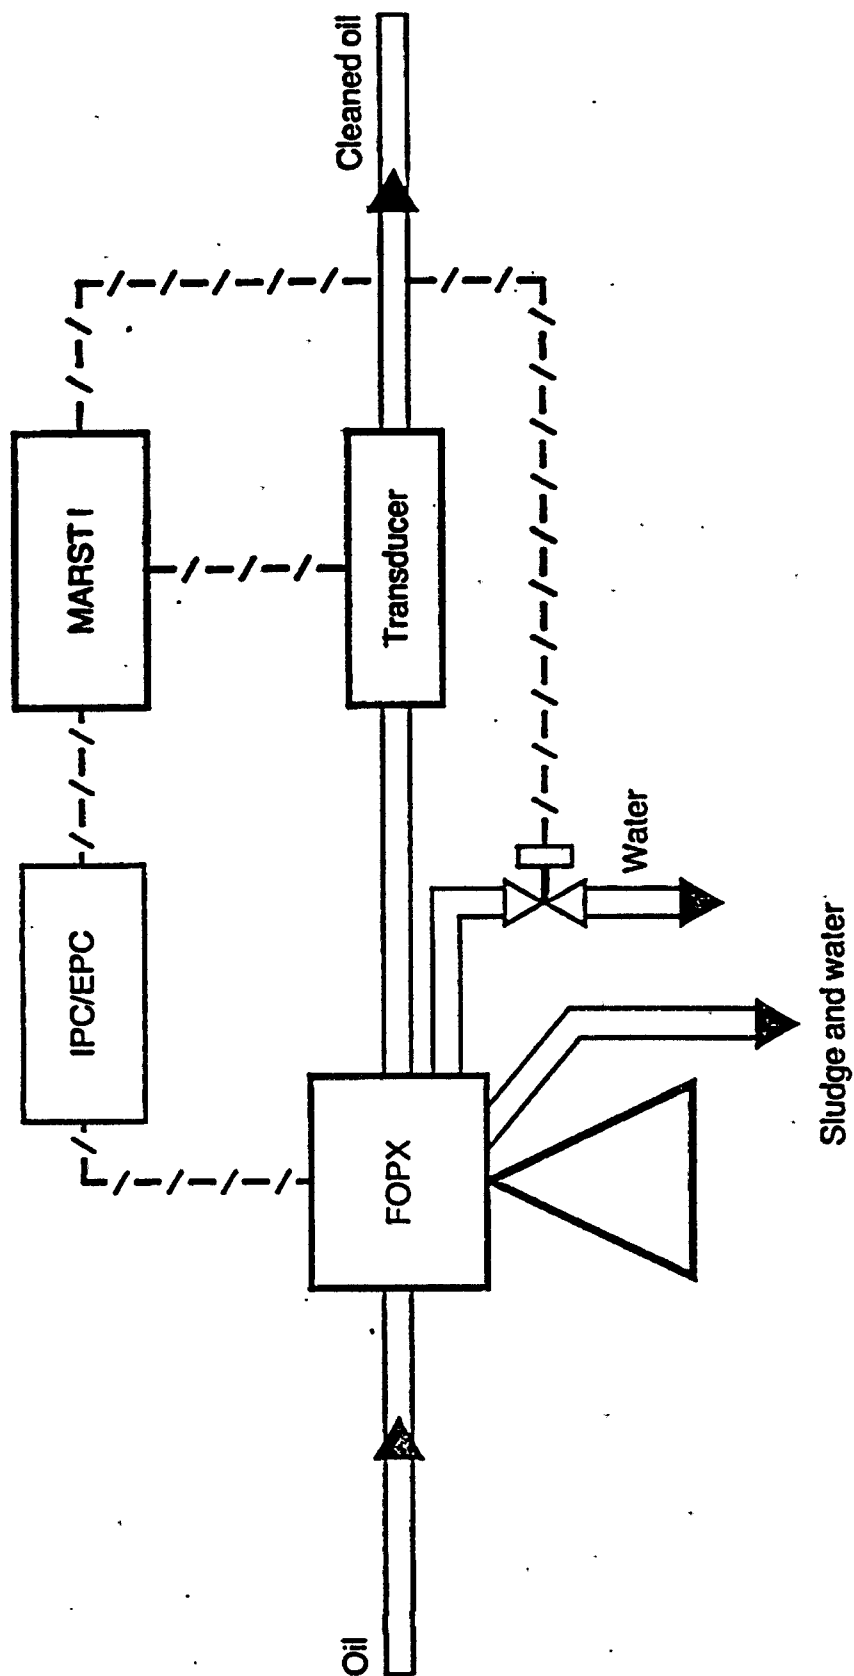 IPC/EPC
MARST I
Oil
FOPX
Transducer
Cleaned oil
Water
Sludge and water